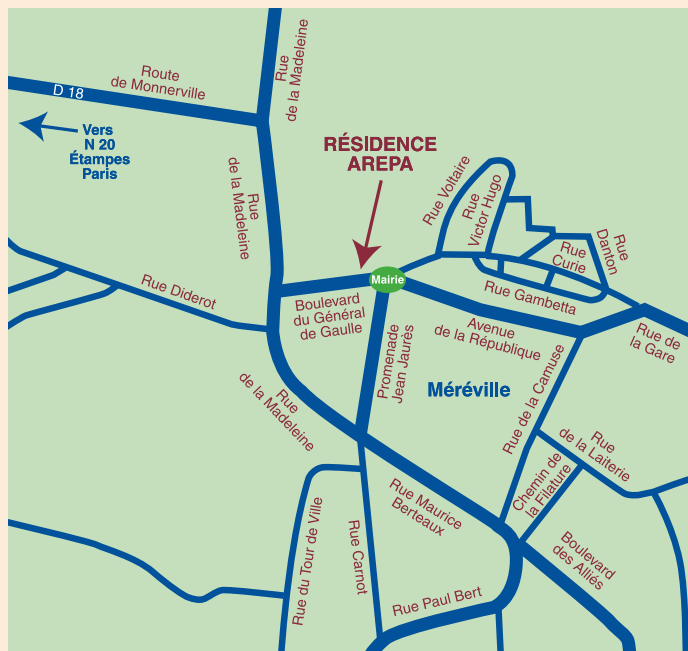 Rue
de la Madeleine
Route
de Monnerville
D 18
Vers
N 20
Étampes
Paris
RÉSIDENCE
AREPA
Rue
de la Madeleine
Rue Voltaire
Rue
Victor Hugo
Rue
Danton
Rue
Curie
Rue Diderot
Mairie
Rue Gambetta
Boulevard
du Général
de Gaulle
Avenue
de la République
Rue de
la Gare
Promenade
Jean Jaurès
Méréville
Rue
de la Madeleine
Rue de la Camuse
Rue
de la Laiterie
Chemin de
la Filature
Rue Maurice
Berteaux
Rue du Tour de Ville
Rue Carnot
Boulevard
des Alliés
Rue Paul Bert